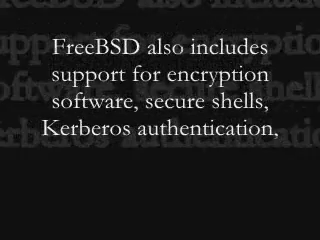 FreeBSD also includes
support for encryption
software, secure shells,
Kerberos authentication,